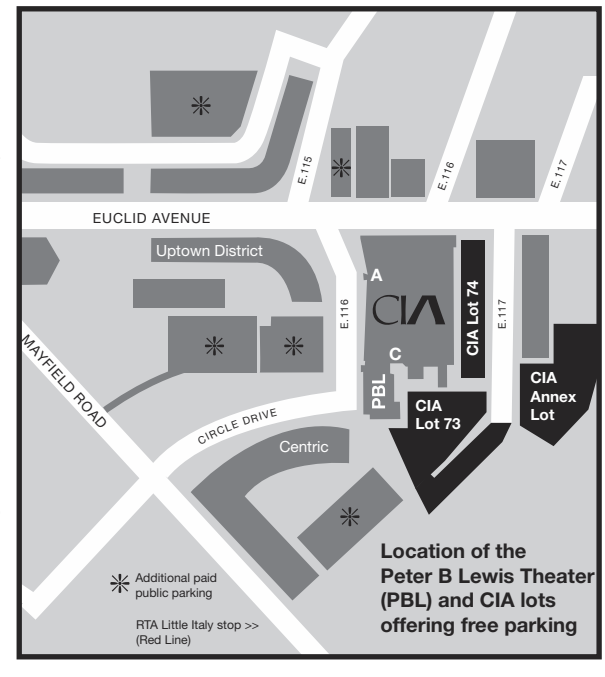 E.115
E.116
E.117
EUCLID AVENUE
Uptown District
A
CIA
CIA Lot 74
E.117
E.116
MAYFIELD ROAD
C
PBL
CIA
Lot 73
CIA
Annex
Lot
CIRCLE DRIVE
Centric
Location of the
Peter B Lewis Theater
(PBL) and CIA lots
offering free parking
Additional paid
public parking
RTA Little Italy stop >>
(Red Line)